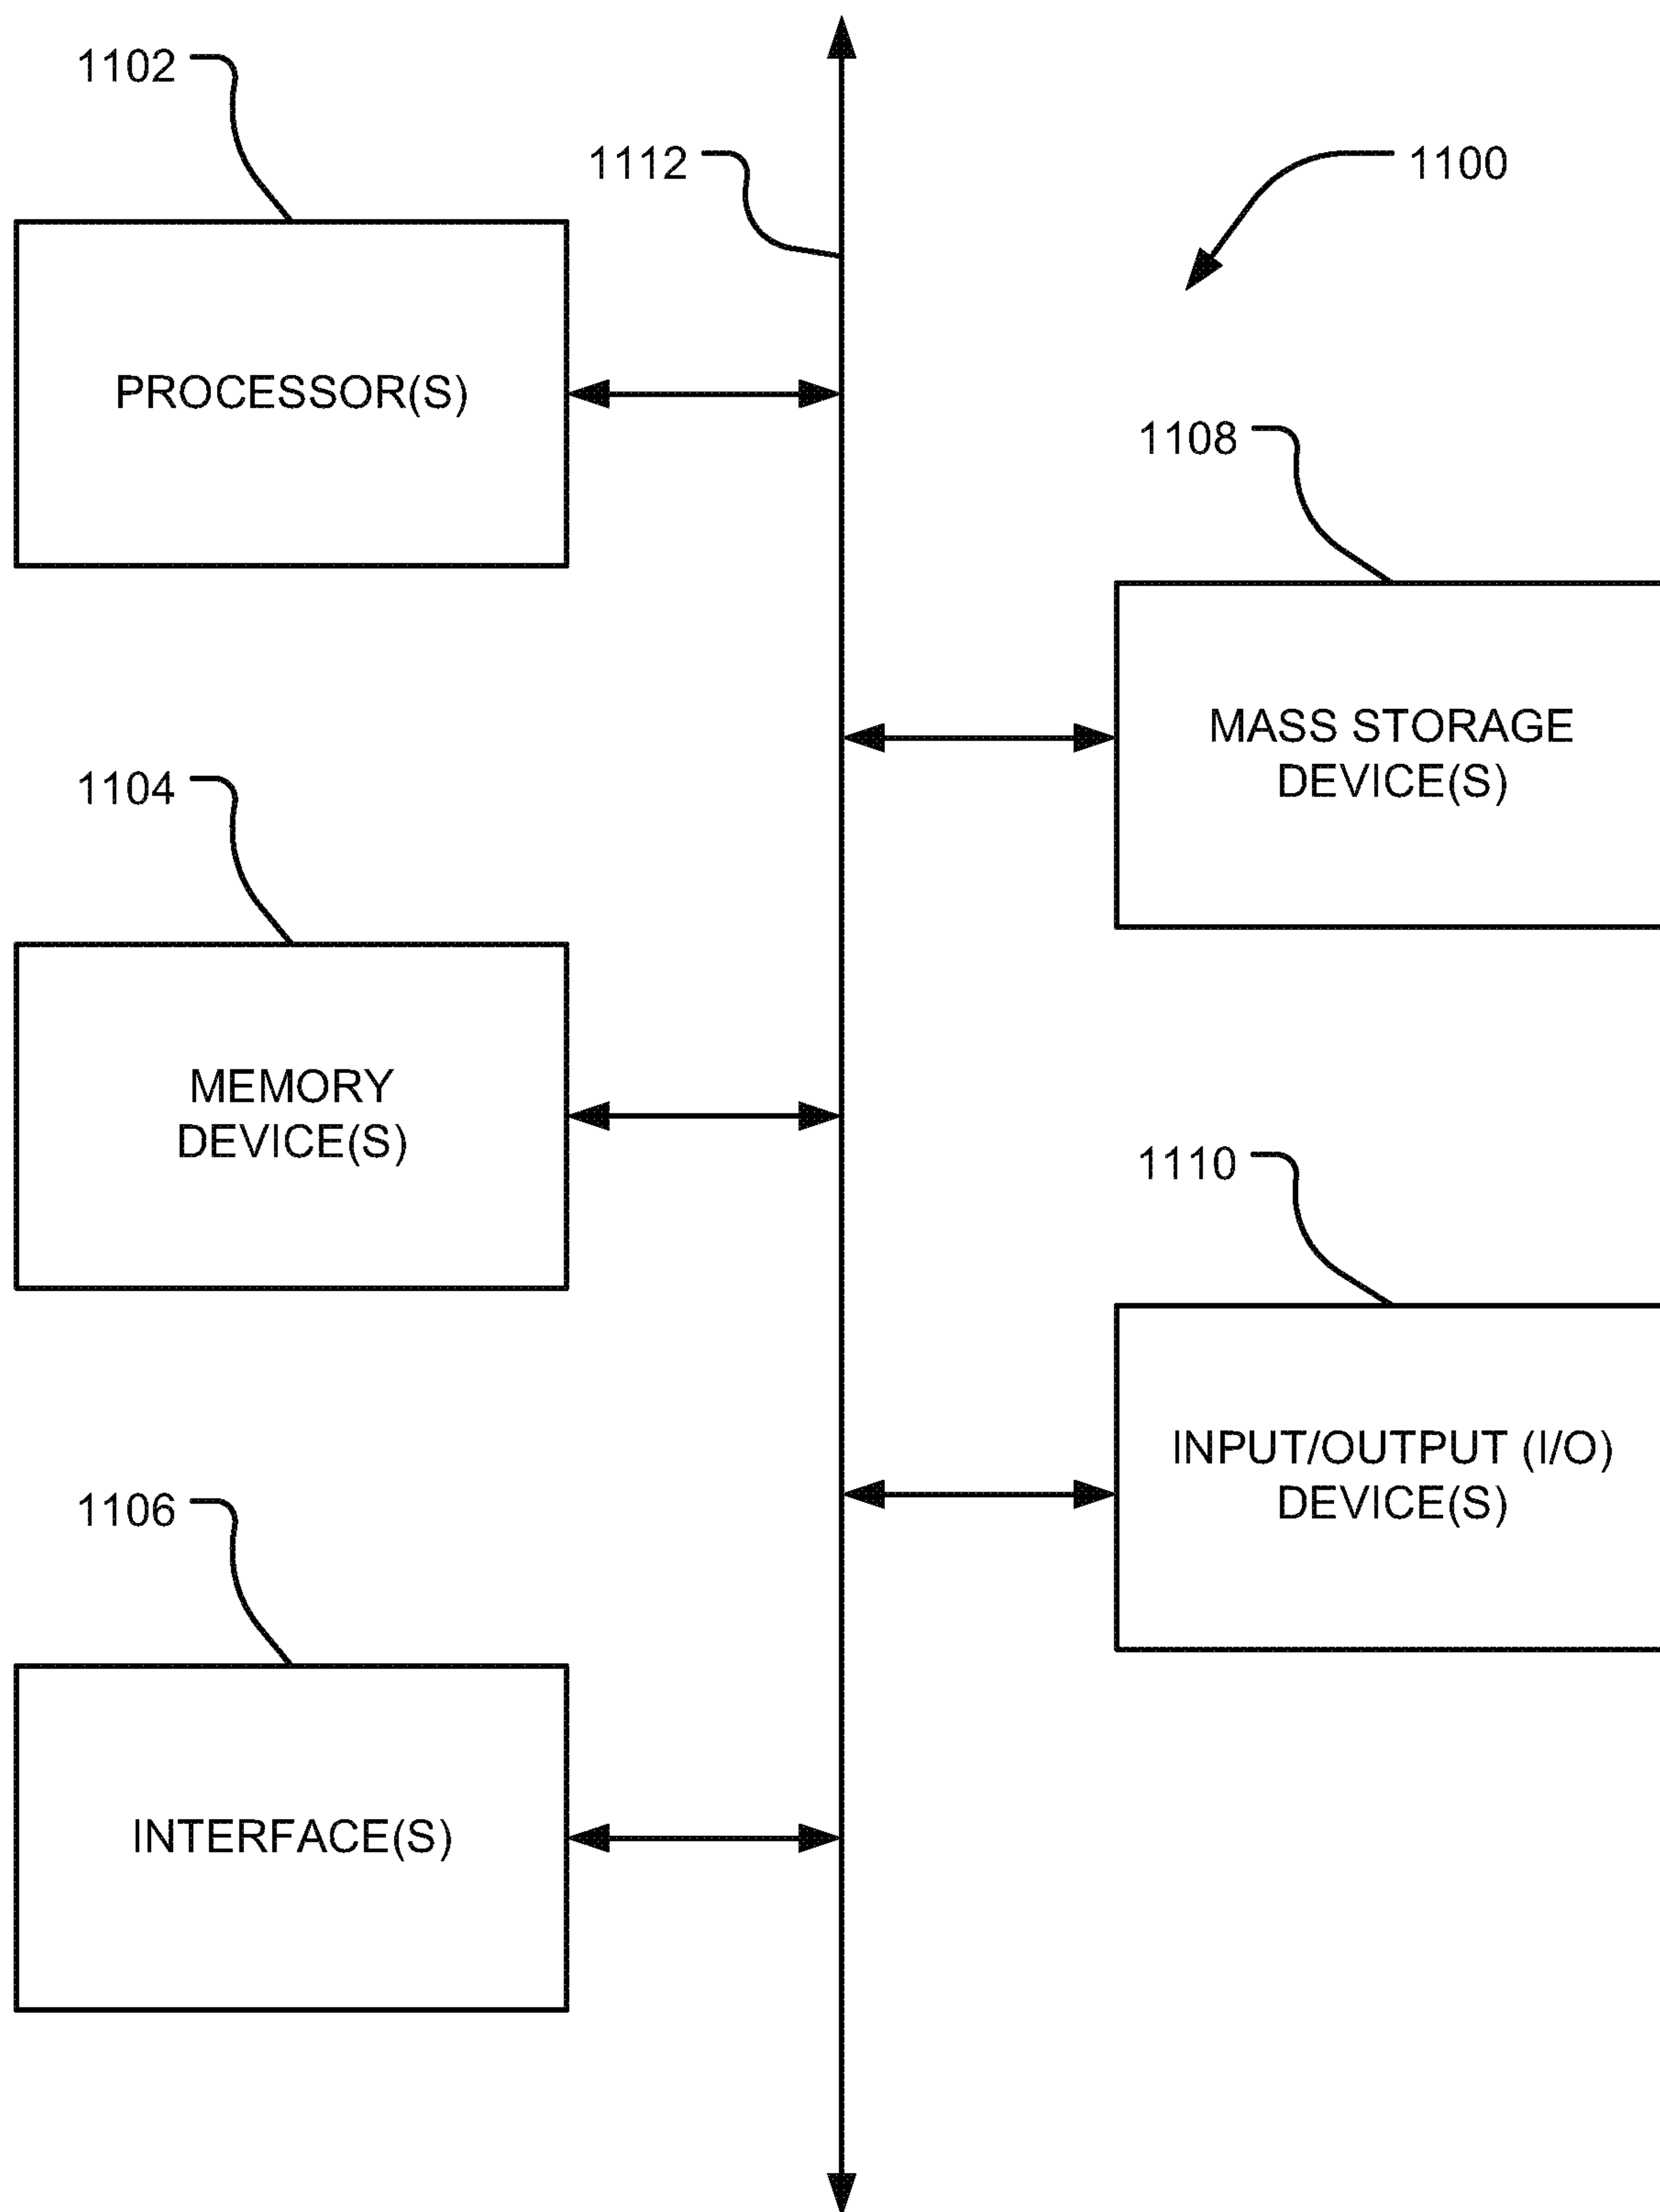 1102
1112
1100
PROCESSOR(S)
1108
MASS STORAGE
DEVICE(S)
1104
MEMORY
DEVICE(S)
1110
INPUT/OUTPUT (I/O)
DEVICE(S)
1106
INTERFACE(S)